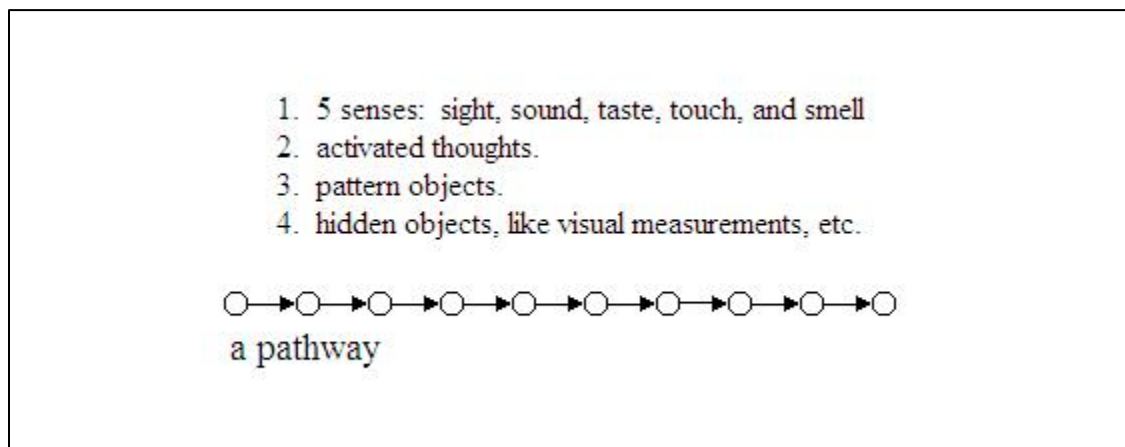 1. 5 senses: sight, sound, taste, touch, and smell
2. activated thoughts.
3. pattern objects.
4. hidden objects, like visual measurements, etc.
a pathway